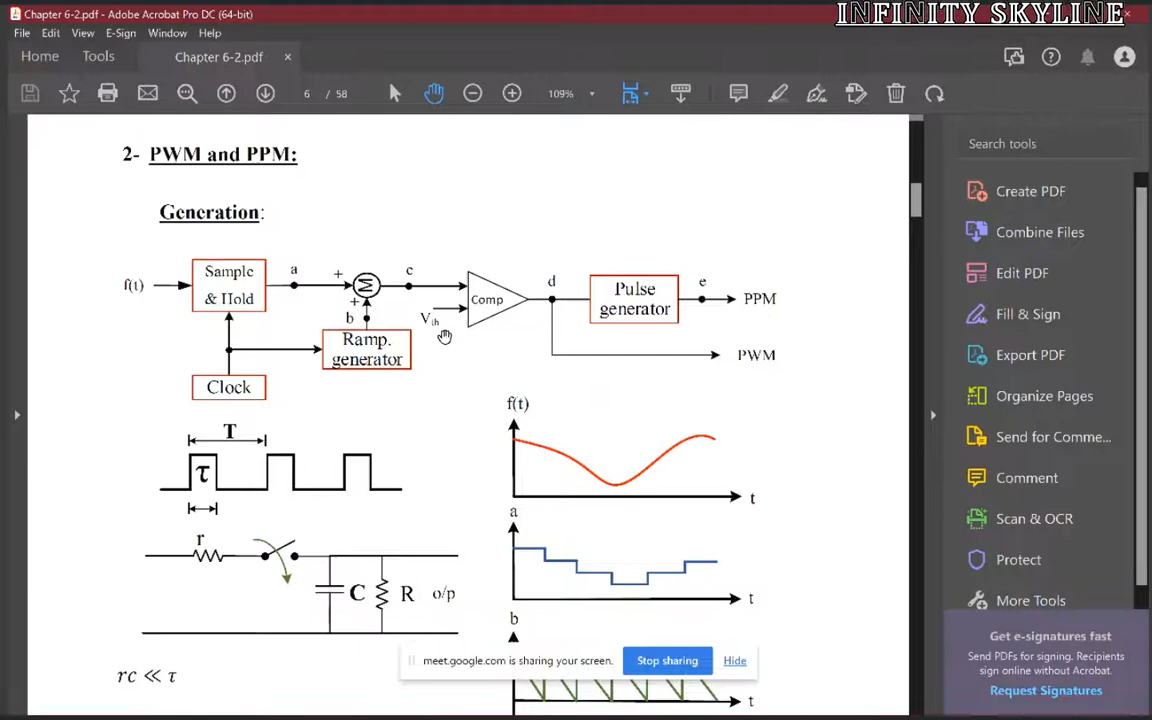 Chapter 6-2.pdf - Adobe Acrobat Pro DC (64-bit)
INFINITY SKYLINE
File Edit View E-Sign Window Help
Home Tools Chapter 6-2.pdf ×
6 / 58 109%
Search tools
Create PDF
Combine Files
Edit PDF
Fill & Sign
Export PDF
Organize Pages
Send for Comme...
Comment
Scan & OCR
Protect
More Tools
Get e-signatures fast
Send PDFs for signing. Recipients
sign online without Acrobat.
Request Signatures
2- PWM and PPM:
Generation:
f(t)
Sample
& Hold
a
+
Σ
+
b
c
Vth
Comp
d
Pulse
generator
e
PPM
PWM
Ramp.
generator
Clock
T
τ
r
C R o/p
rc ≪ τ
f(t)
t
a
t
b
t
meet.google.com is sharing your screen. Stop sharing Hide